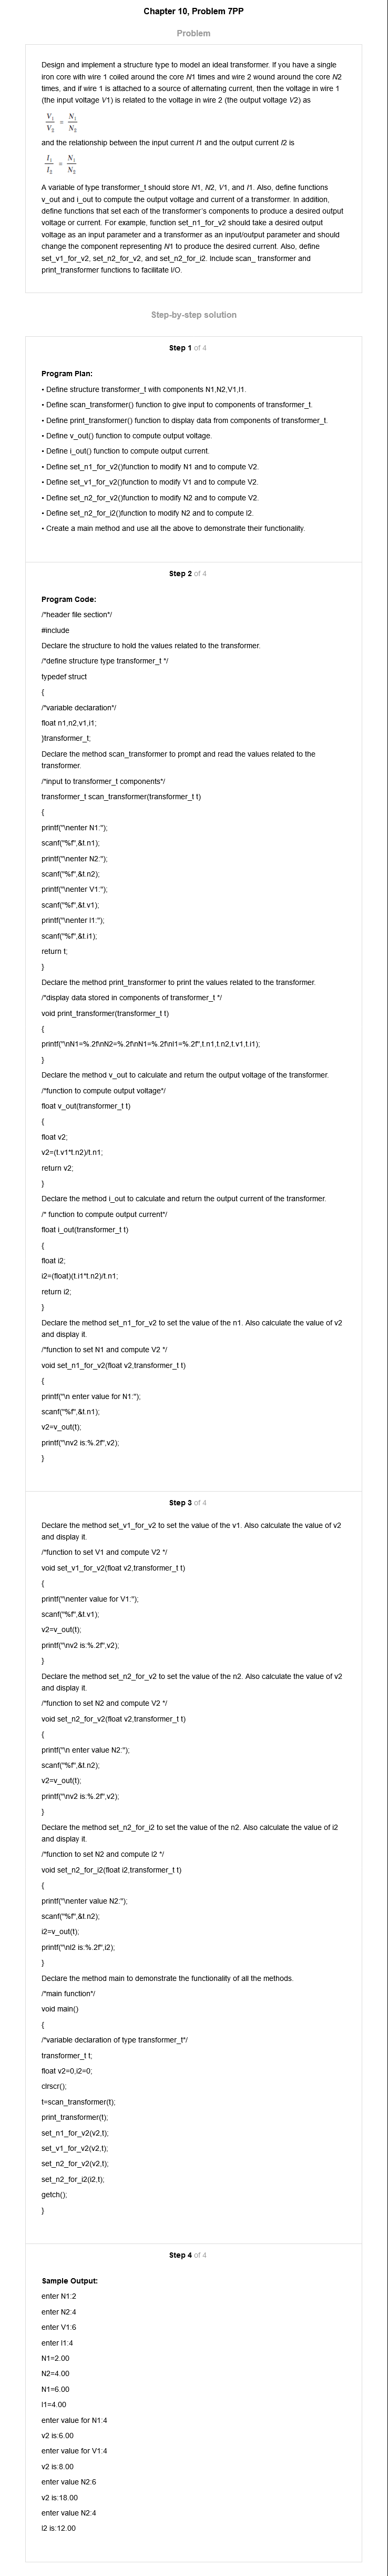 Chapter 10, Problem 7PP
Problem
Design and implement a structure type to model an ideal transformer. If you have a single
iron core with wire 1 coiled around the core N1 times and wire 2 wound around the core N2
times, and if wire 1 is attached to a source of alternating current, then the voltage in wire 1
(the input voltage V1) is related to the voltage in wire 2 (the output voltage V2) as
V1/V2 = N1/N2
and the relationship between the input current I1 and the output current I2 is
I1/I2 = N1/N2
A variable of type transformer_t should store N1, N2, V1, and I1. Also, define functions
v_out and i_out to compute the output voltage and current of a transformer. In addition,
define functions that set each of the transformer's components to produce a desired output
voltage or current. For example, function set_n1_for_v2 should take a desired output
voltage as an input parameter and a transformer as an input/output parameter and should
change the component representing N1 to produce the desired current. Also, define
set_v1_for_v2, set_n2_for_v2, and set_n2_for_i2. Include scan_ transformer and
print_transformer functions to facilitate I/O.
Step-by-step solution
Step 1 of 4
Program Plan:
• Define structure transformer_t with components N1,N2,V1,I1.
• Define scan_transformer() function to give input to components of transformer_t.
• Define print_transformer() function to display data from components of transformer_t.
• Define v_out() function to compute output voltage.
• Define i_out() function to compute output current.
• Define set_n1_for_v2()function to modify N1 and to compute V2.
• Define set_v1_for_v2()function to modify V1 and to compute V2.
• Define set_n2_for_v2()function to modify N2 and to compute V2.
• Define set_n2_for_i2()function to modify N2 and to compute I2.
• Create a main method and use all the above to demonstrate their functionality.
Step 2 of 4
Program Code:
/*header file section*/
#include
Declare the structure to hold the values related to the transformer.
/*define structure type transformer_t */
typedef struct
{
/*variable declaration*/
float n1,n2,v1,i1;
}transformer_t;
Declare the method scan_transformer to prompt and read the values related to the
transformer.
/*input to transformer_t components*/
transformer_t scan_transformer(transformer_t t)
{
printf("\nenter N1:");
scanf("%f",&t.n1);
printf("\nenter N2:");
scanf("%f",&t.n2);
printf("\nenter V1:");
scanf("%f",&t.v1);
printf("\nenter I1:");
scanf("%f",&t.i1);
return t;
}
Declare the method print_transformer to print the values related to the transformer.
/*display data stored in components of transformer_t */
void print_transformer(transformer_t t)
{
printf("\nN1=%.2f\nN2=%.2f\nN1=%.2f\nI1=%.2f",t.n1,t.n2,t.v1,t.i1);
}
Declare the method v_out to calculate and return the output voltage of the transformer.
/*function to compute output voltage*/
float v_out(transformer_t t)
{
float v2;
v2=(t.v1*t.n2)/t.n1;
return v2;
}
Declare the method i_out to calculate and return the output current of the transformer.
/* function to compute output current*/
float i_out(transformer_t t)
{
float i2;
i2=(float)(t.i1*t.n2)/t.n1;
return i2;
}
Declare the method set_n1_for_v2 to set the value of the n1. Also calculate the value of v2
and display it.
/*function to set N1 and compute V2 */
void set_n1_for_v2(float v2,transformer_t t)
{
printf("\n enter value for N1:");
scanf("%f",&t.n1);
v2=v_out(t);
printf("\nv2 is:%.2f",v2);
}
Step 3 of 4
Declare the method set_v1_for_v2 to set the value of the v1. Also calculate the value of v2
and display it.
/*function to set V1 and compute V2 */
void set_v1_for_v2(float v2,transformer_t t)
{
printf("\nenter value for V1:");
scanf("%f",&t.v1);
v2=v_out(t);
printf("\nv2 is:%.2f",v2);
}
Declare the method set_n2_for_v2 to set the value of the n2. Also calculate the value of v2
and display it.
/*function to set N2 and compute V2 */
void set_n2_for_v2(float v2,transformer_t t)
{
printf("\n enter value N2:");
scanf("%f",&t.n2);
v2=v_out(t);
printf("\nv2 is:%.2f",v2);
}
Declare the method set_n2_for_i2 to set the value of the n2. Also calculate the value of i2
and display it.
/*function to set N2 and compute I2 */
void set_n2_for_i2(float i2,transformer_t t)
{
printf("\nenter value N2:");
scanf("%f",&t.n2);
i2=v_out(t);
printf("\nI2 is:%.2f",i2);
}
Declare the method main to demonstrate the functionality of all the methods.
/*main function*/
void main()
{
/*variable declaration of type transformer_t*/
transformer_t t;
float v2=0,i2=0;
clrscr();
t=scan_transformer(t);
print_transformer(t);
set_n1_for_v2(v2,t);
set_v1_for_v2(v2,t);
set_n2_for_v2(v2,t);
set_n2_for_i2(i2,t);
getch();
}
Step 4 of 4
Sample Output:
enter N1:2
enter N2:4
enter V1:6
enter I1:4
N1=2.00
N2=4.00
N1=6.00
I1=4.00
enter value for N1:4
v2 is:6.00
enter value for V1:4
v2 is:8.00
enter value N2:6
v2 is:18.00
enter value N2:4
I2 is:12.00